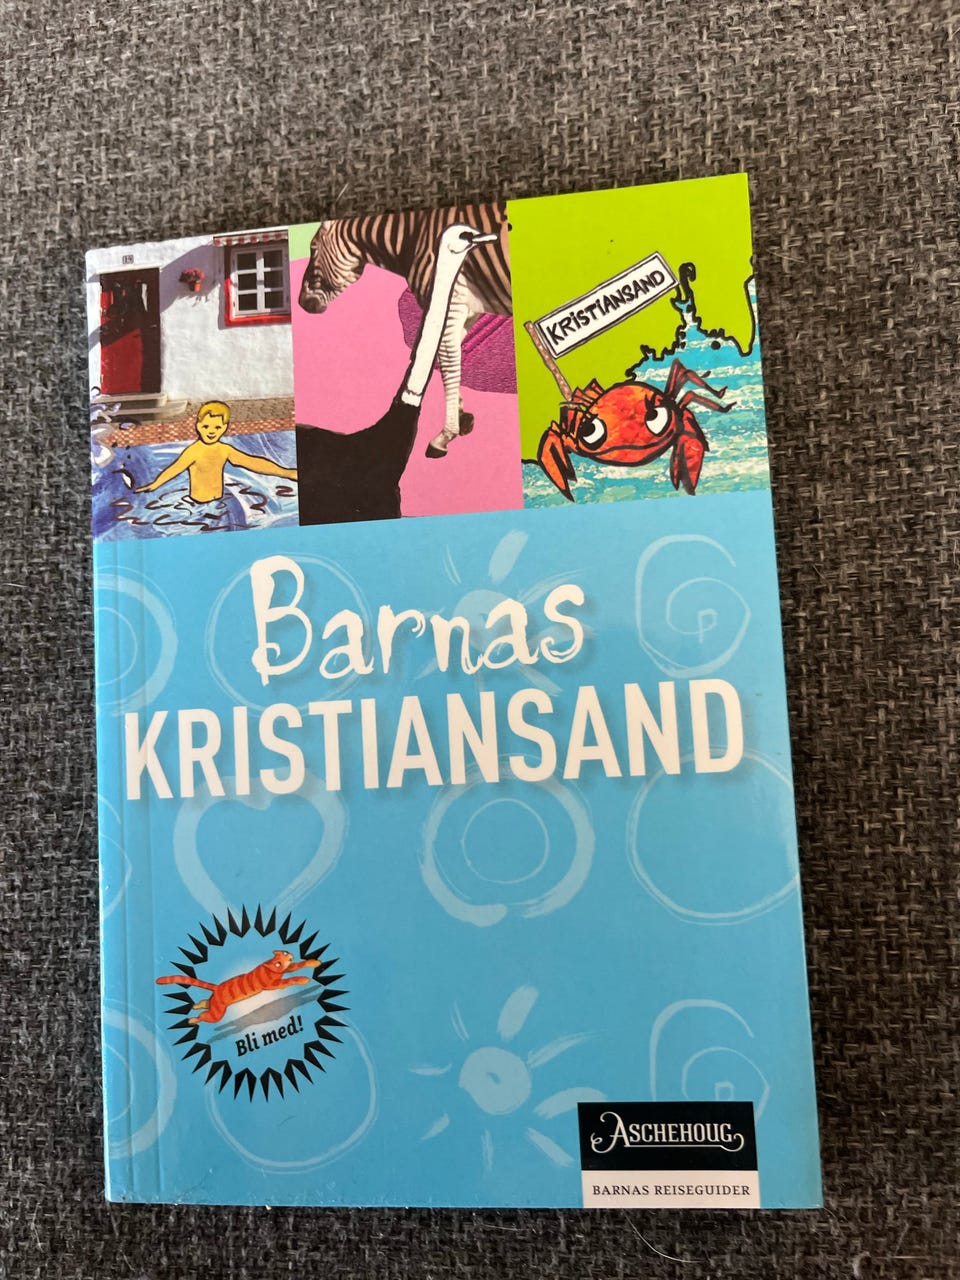 KRISTIANSAND
Barnas
KRISTIANSAND
Bli med!
ASCHEHOUG
BARNAS REISEGUIDER